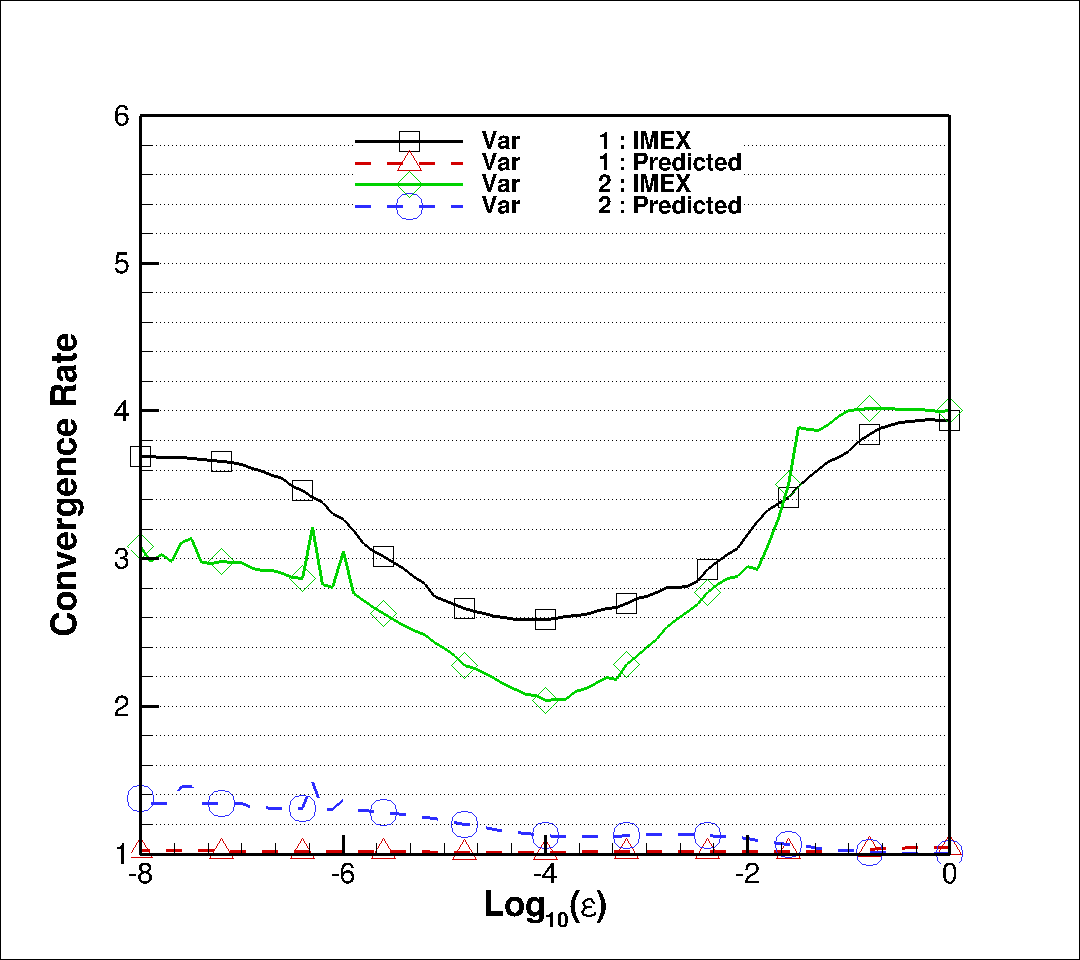 6
Var 1 : IMEX
Var 1 : Predicted
Var 2 : IMEX
Var 2 : Predicted
5
4
3
2
1
Convergence Rate
-8 -6 -4 -2 0
Log10(ε)